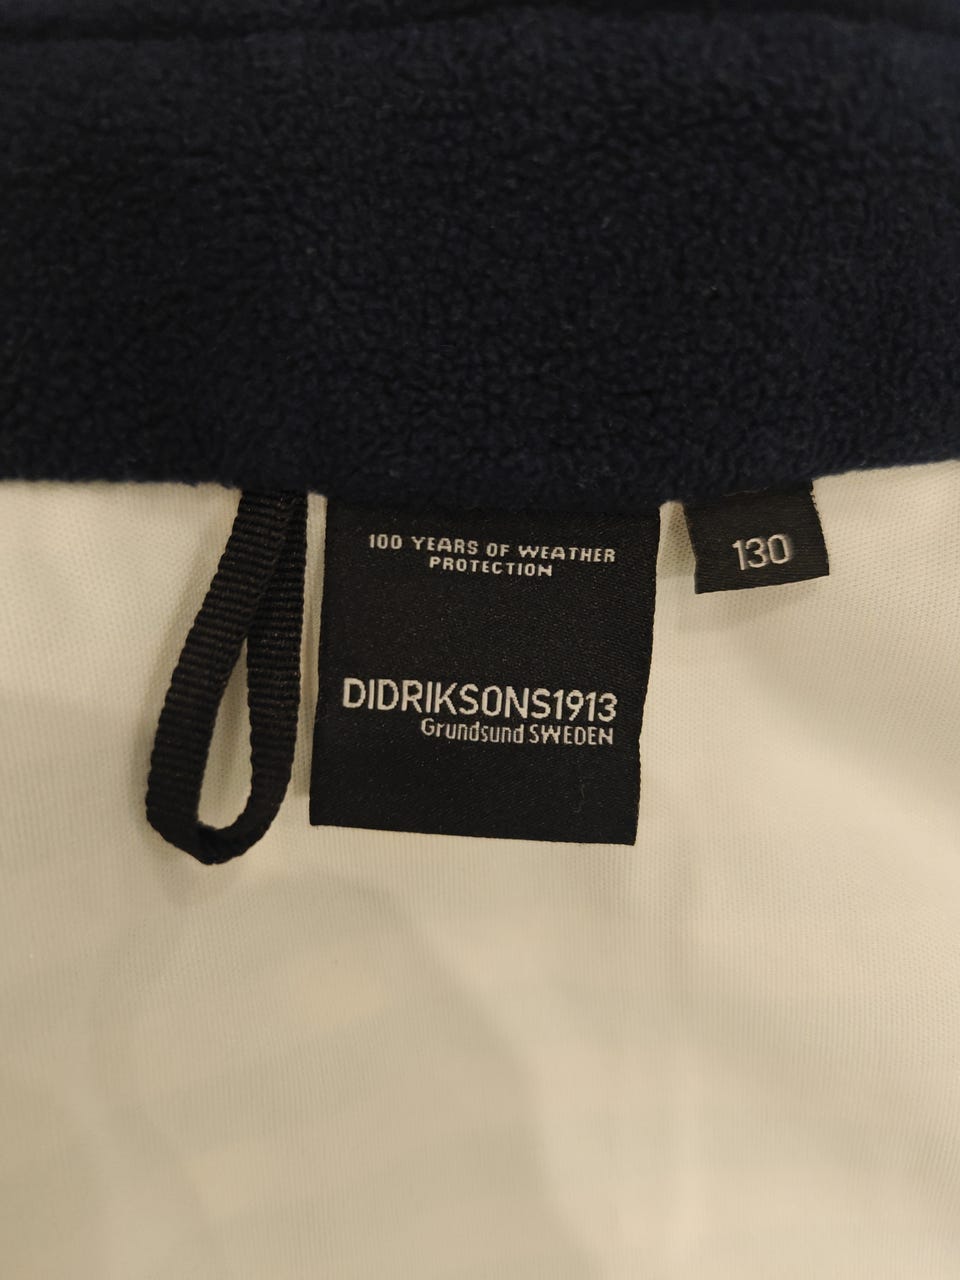 100 YEARS OF WEATHER
PROTECTION
130
DIDRIKSONS1913
Grundsund SWEDEN